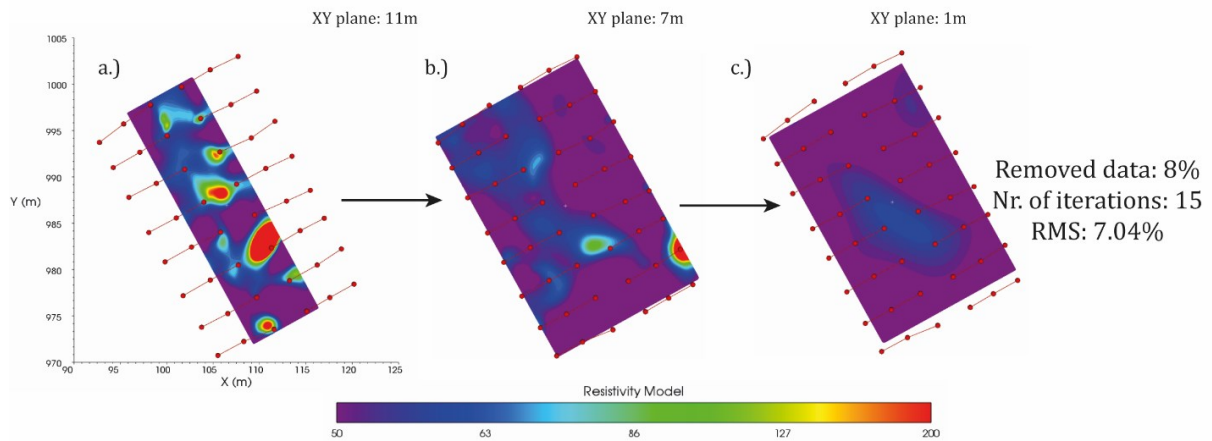 XY plane: 11m
XY plane: 7m
XY plane: 1m
a.)
b.)
c.)
1005
1000
995
990
985
980
975
970
Y (m)
90
95
100
105
110
115
120
125
X (m)
Removed data: 8%
Nr. of iterations: 15
RMS: 7.04%
Resistivity Model
50
63
86
127
200